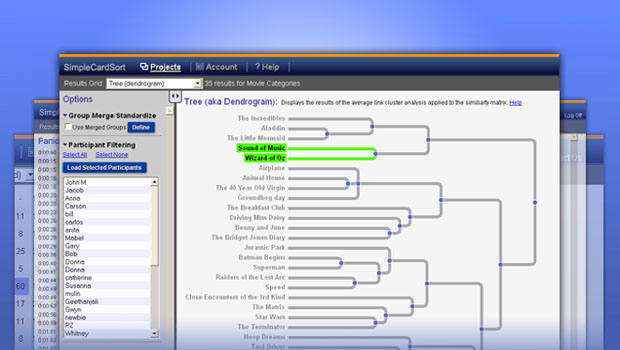 SimpleCardSort Projects | Account | ? Help
Results Grid: Tree (dendrogram) 35 results for Movie Categories
Options
Group Merge/Standardize
Use Merged Groups Define
Participant Filtering
Select All Select None
Load Selected Participants
John M
Jacob
Anna
Carson
bill
carlos
anita
Mabel
Gary
Bob
Donna
Donna
catherine
Susanna
mulin
Geethanjali
Gwyn
newbie
PZ
Whitney
Tree (aka Dendrogram): Displays the results of the average link cluster analysis applied to the similiarty matrix. Help
The Incredibles
Aladdin
The Little Mermaid
Sound of Music
Wizard of Oz
Airplane
Animal House
The 40 Year Old Virgin
Groundhog day
The Breakfast Club
Driving Miss Daisy
Benny and June
The Bridget Jones Diary
Jurassic Park
Batman Begins
Superman
Raiders of the Lost Arc
Speed
Close Encounters of the 3rd Kind
The Matrix
Star Wars
The Terminator
Hoop Dreams
Taxi Driver
Log Off